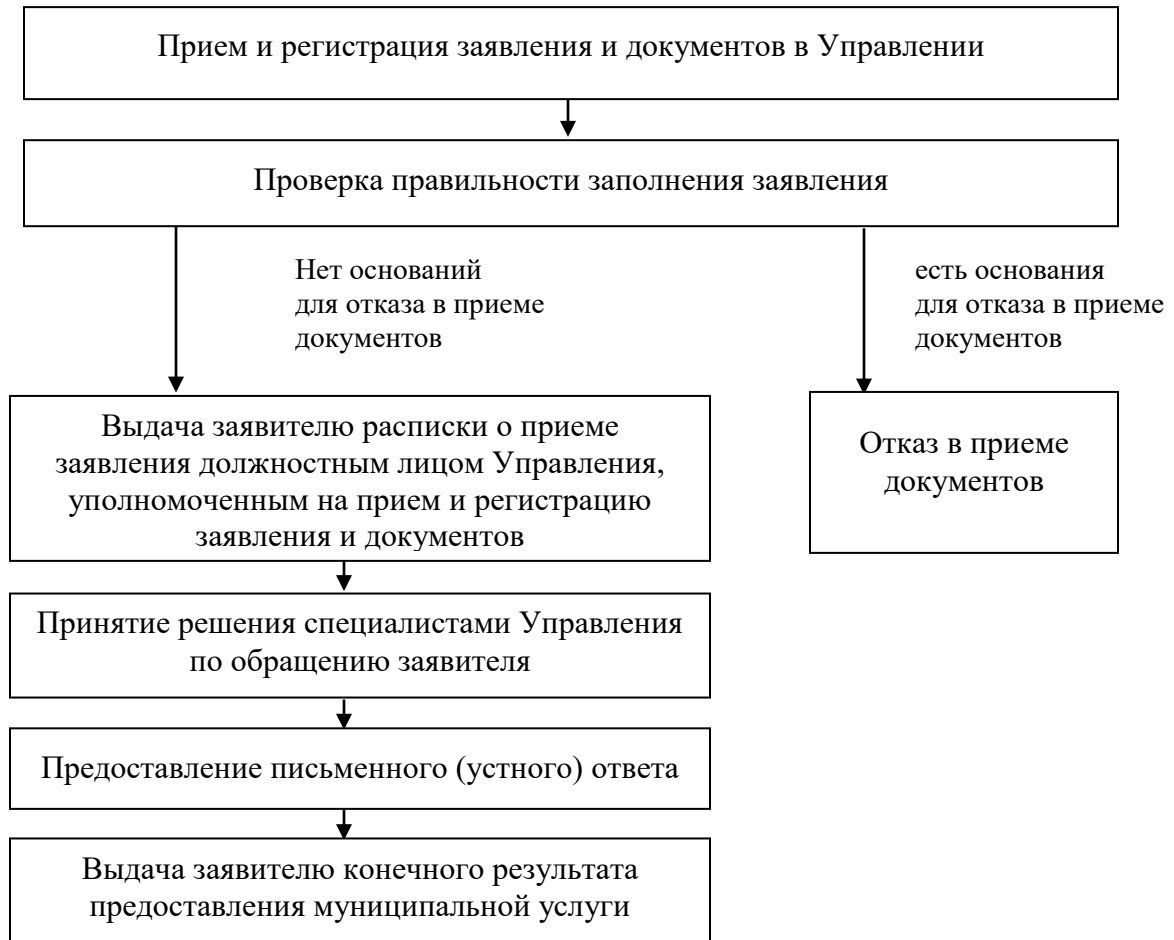 Прием и регистрация заявления и документов в Управлении
Проверка правильности заполнения заявления
Нет оснований
для отказа в приеме
документов
есть основания
для отказа в приеме
документов
Выдача заявителю расписки о приеме
заявления должностным лицом Управления,
уполномоченным на прием и регистрацию
заявления и документов
Отказ в приеме
документов
Принятие решения специалистами Управления
по обращению заявителя
Предоставление письменного (устного) ответа
Выдача заявителю конечного результата
предоставления муниципальной услуги